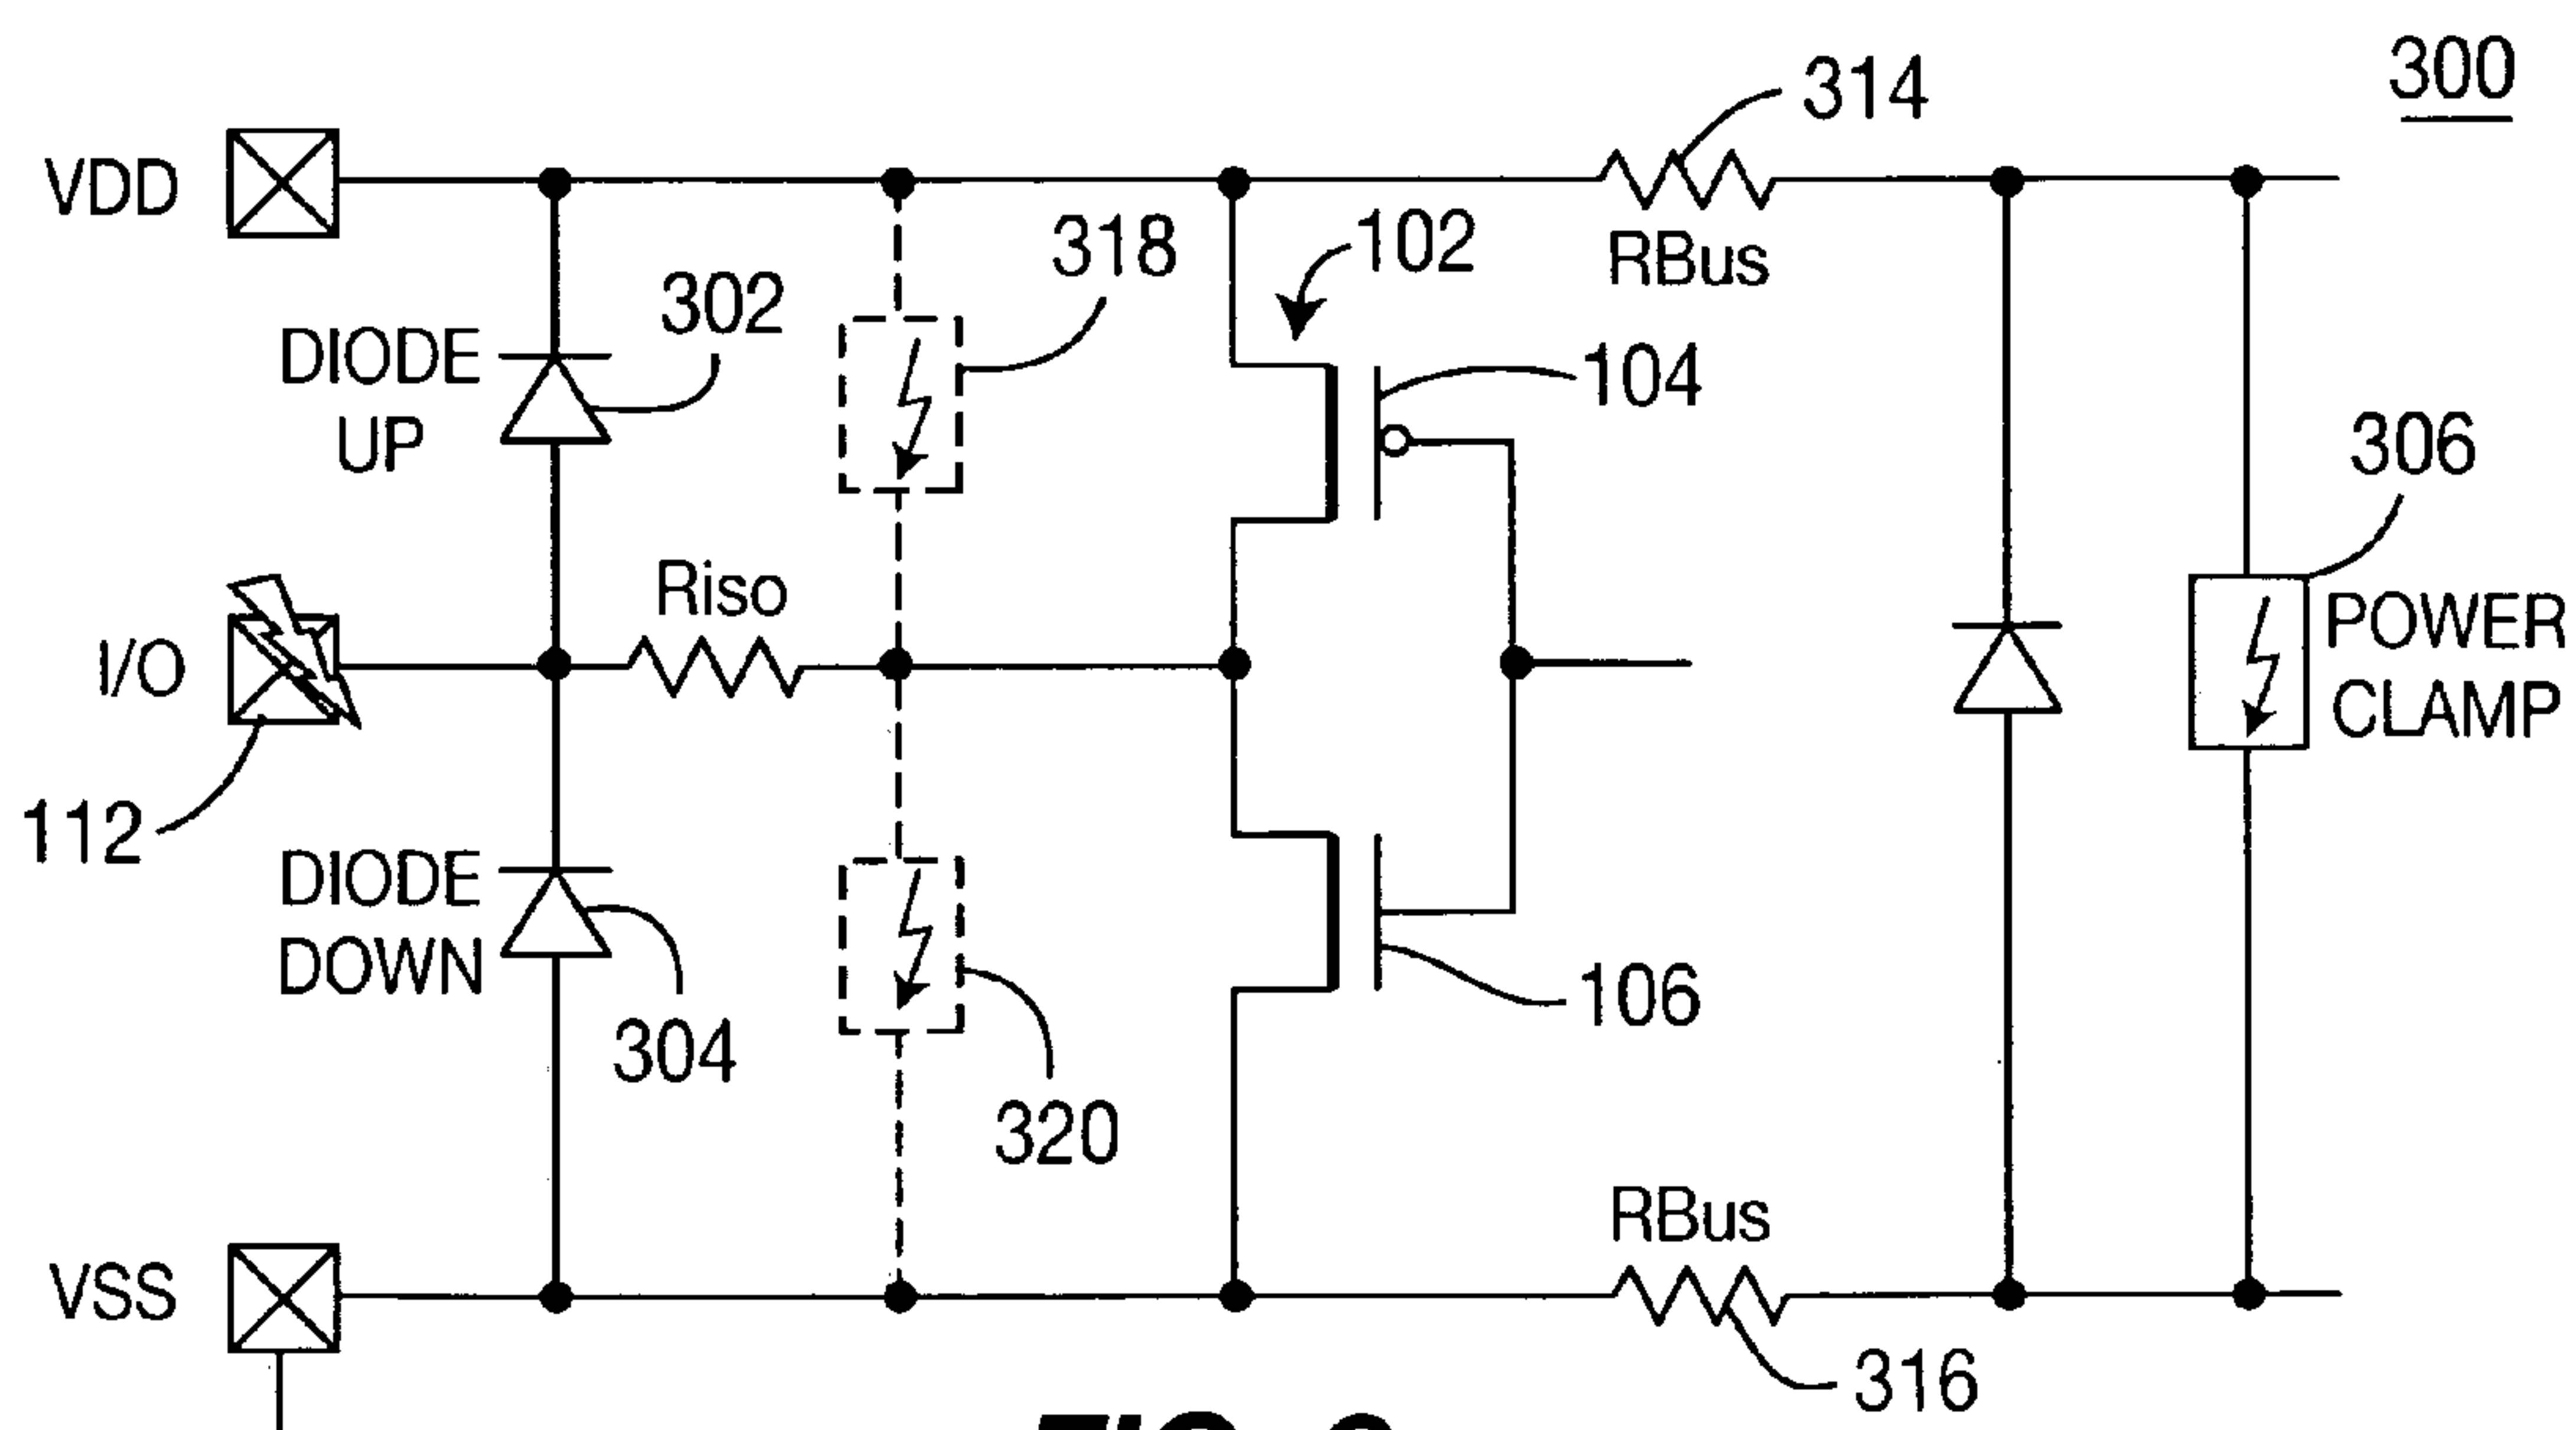 300
314
VDD
RBus
318
102
302
DIODE
UP
104
306
POWER
CLAMP
I/O
Riso
112
DIODE
DOWN
304
106
320
VSS
RBus
316